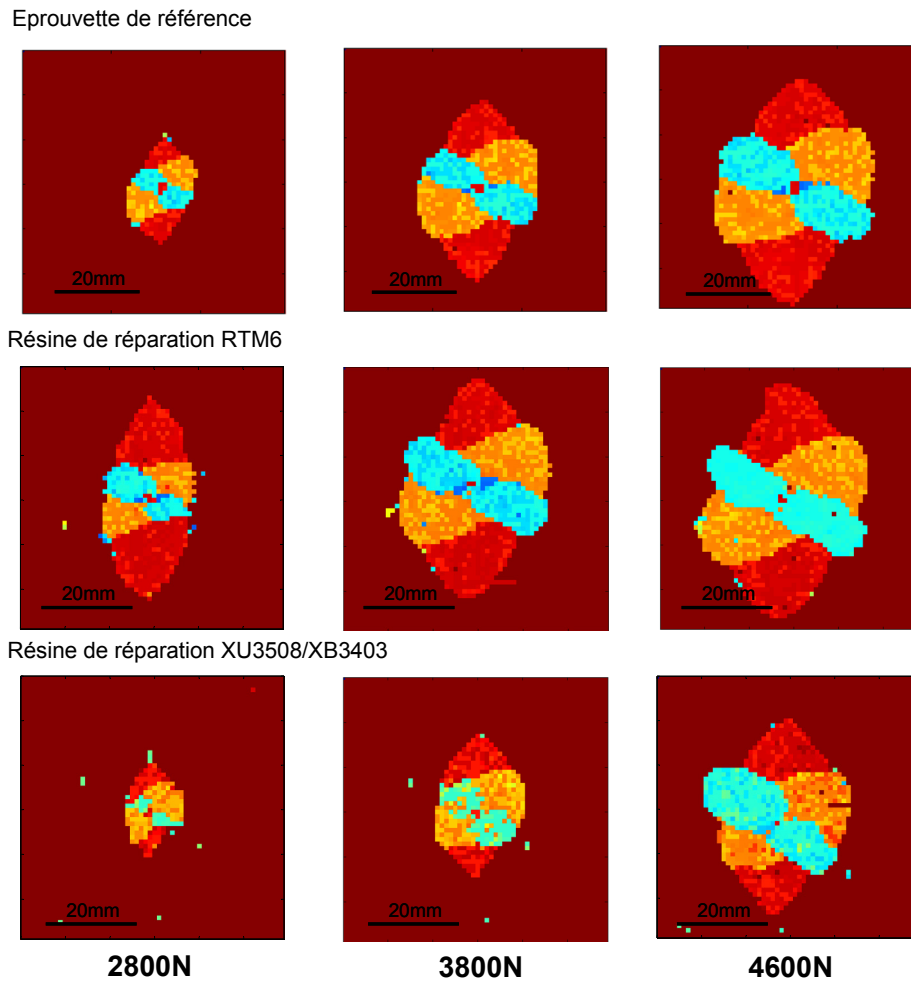 Eprouvette de référence
20mm
20mm
20mm
Résine de réparation RTM6
20mm
20mm
20mm
Résine de réparation XU3508/XB3403
20mm
20mm
20mm
2800N
3800N
4600N